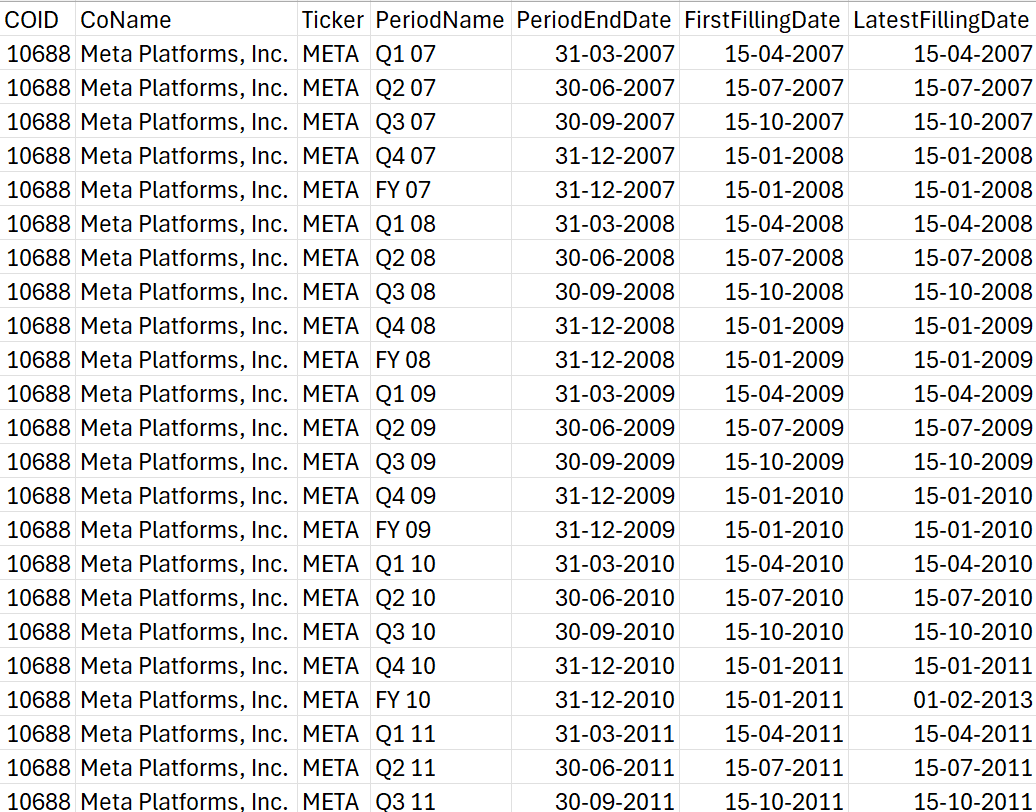 COID CoName Ticker PeriodName PeriodEndDate FirstFillingDate LatestFillingDate
10688 Meta Platforms, Inc. META Q1 07 31-03-2007 15-04-2007 15-04-2007
10688 Meta Platforms, Inc. META Q2 07 30-06-2007 15-07-2007 15-07-2007
10688 Meta Platforms, Inc. META Q3 07 30-09-2007 15-10-2007 15-10-2007
10688 Meta Platforms, Inc. META Q4 07 31-12-2007 15-01-2008 15-01-2008
10688 Meta Platforms, Inc. META FY 07 31-12-2007 15-01-2008 15-01-2008
10688 Meta Platforms, Inc. META Q1 08 31-03-2008 15-04-2008 15-04-2008
10688 Meta Platforms, Inc. META Q2 08 30-06-2008 15-07-2008 15-07-2008
10688 Meta Platforms, Inc. META Q3 08 30-09-2008 15-10-2008 15-10-2008
10688 Meta Platforms, Inc. META Q4 08 31-12-2008 15-01-2009 15-01-2009
10688 Meta Platforms, Inc. META FY 08 31-12-2008 15-01-2009 15-01-2009
10688 Meta Platforms, Inc. META Q1 09 31-03-2009 15-04-2009 15-04-2009
10688 Meta Platforms, Inc. META Q2 09 30-06-2009 15-07-2009 15-07-2009
10688 Meta Platforms, Inc. META Q3 09 30-09-2009 15-10-2009 15-10-2009
10688 Meta Platforms, Inc. META Q4 09 31-12-2009 15-01-2010 15-01-2010
10688 Meta Platforms, Inc. META FY 09 31-12-2009 15-01-2010 15-01-2010
10688 Meta Platforms, Inc. META Q1 10 31-03-2010 15-04-2010 15-04-2010
10688 Meta Platforms, Inc. META Q2 10 30-06-2010 15-07-2010 15-07-2010
10688 Meta Platforms, Inc. META Q3 10 30-09-2010 15-10-2010 15-10-2010
10688 Meta Platforms, Inc. META Q4 10 31-12-2010 15-01-2011 15-01-2011
10688 Meta Platforms, Inc. META FY 10 31-12-2010 15-01-2011 01-02-2013
10688 Meta Platforms, Inc. META Q1 11 31-03-2011 15-04-2011 15-04-2011
10688 Meta Platforms, Inc. META Q2 11 30-06-2011 15-07-2011 15-07-2011
10688 Meta Platforms, Inc. META Q3 11 30-09-2011 15-10-2011 15-10-2011